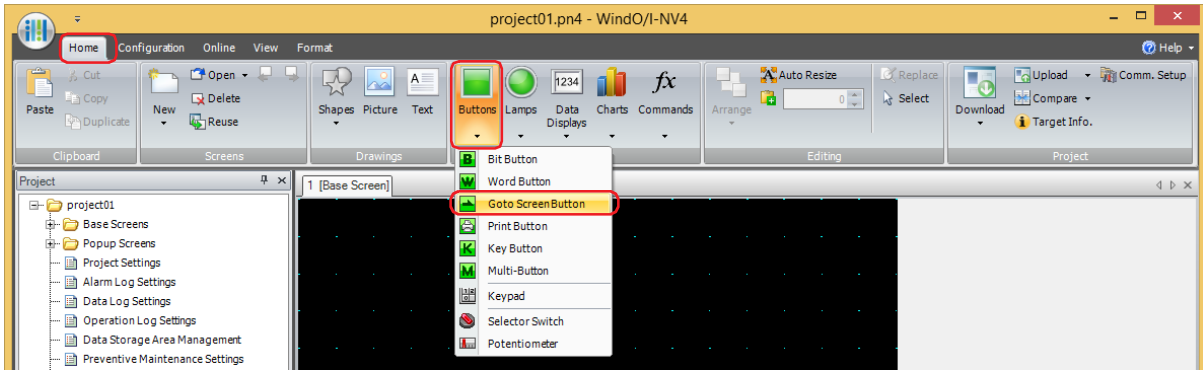 project01.pn4 - WindO/I-NV4
Home Configuration Online View Format Help
Cut
Copy
Duplicate
Paste
Clipboard
New
Open
Delete
Reuse
Screens
Shapes Picture Text
Drawings
Buttons Lamps Data Displays Charts Commands
1234
fx
Arrange
Auto Resize
0
Replace
Select
Editing
Download
Upload
Compare
Target Info.
Comm. Setup
Project
Bit Button
Word Button
Goto Screen Button
Print Button
Key Button
Multi-Button
Keypad
Selector Switch
Potentiometer
Project
project01
Base Screens
Popup Screens
Project Settings
Alarm Log Settings
Data Log Settings
Operation Log Settings
Data Storage Area Management
Preventive Maintenance Settings
1 [Base Screen]